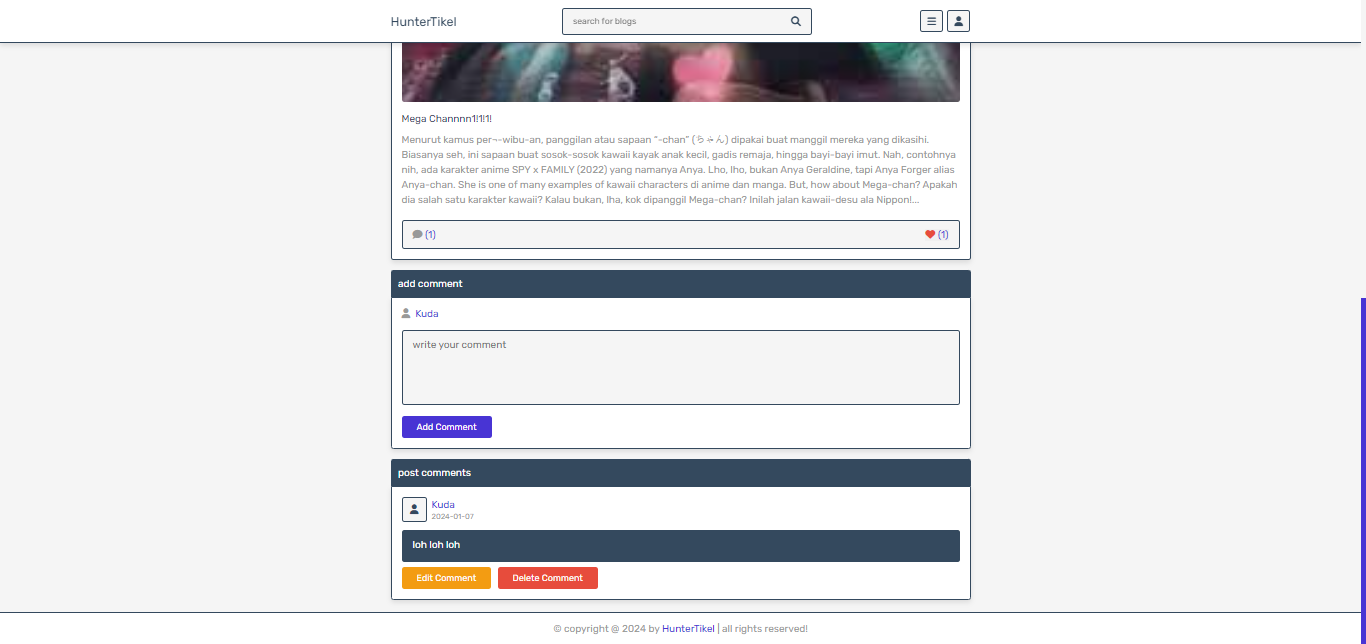 HunterTikel
search for blogs
Mega Channnn1!1!1!
Menurut kamus per¬-wibu-an, panggilan atau sapaan “-chan” (ちゃん) dipakai buat manggil mereka yang dikasihi.
Biasanya seh, ini sapaan buat sosok-sosok kawaii kayak anak kecil, gadis remaja, hingga bayi-bayi imut. Nah, contohnya
nih, ada karakter anime SPY x FAMILY (2022) yang namanya Anya. Lho, lho, bukan Anya Geraldine, tapi Anya Forger alias
Anya-chan. She is one of many examples of kawaii characters di anime dan manga. But, how about Mega-chan? Apakah
dia salah satu karakter kawaii? Kalau bukan, lha, kok dipanggil Mega-chan? Inilah jalan kawaii-desu ala Nippon!...
(1) (1)
add comment
Kuda
write your comment
Add Comment
post comments
Kuda
2024-01-07
loh loh loh
Edit Comment Delete Comment
© copyright @ 2024 by HunterTikel | all rights reserved!